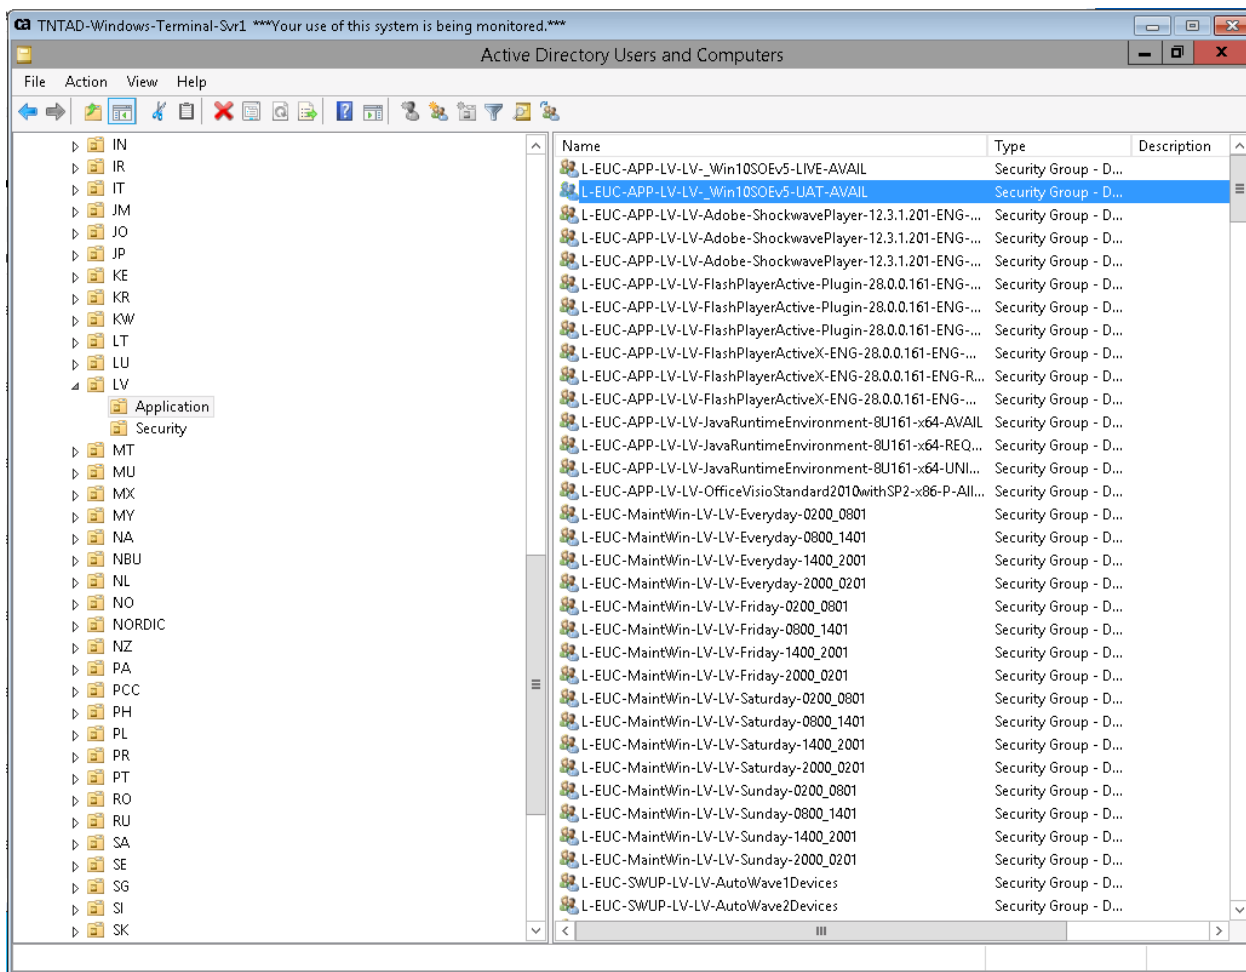 ca TNTAD-Windows-Terminal-Svr1 ***Your use of this system is being monitored.***
Active Directory Users and Computers
File Action View Help
IN
IR
IT
JM
JO
JP
KE
KR
KW
LT
LU
LV
Application
Security
MT
MU
MX
MY
NA
NBU
NL
NO
NORDIC
NZ
PA
PCC
PH
PL
PR
PT
RO
RU
SA
SE
SG
SI
SK
Name Type Description
L-EUC-APP-LV-LV-_Win10SOEv5-LIVE-AVAIL Security Group - D...
L-EUC-APP-LV-LV-_Win10SOEv5-UAT-AVAIL Security Group - D...
L-EUC-APP-LV-LV-Adobe-ShockwavePlayer-12.3.1.201-ENG-... Security Group - D...
L-EUC-APP-LV-LV-Adobe-ShockwavePlayer-12.3.1.201-ENG-... Security Group - D...
L-EUC-APP-LV-LV-Adobe-ShockwavePlayer-12.3.1.201-ENG-... Security Group - D...
L-EUC-APP-LV-LV-FlashPlayerActive-Plugin-28.0.0.161-ENG-... Security Group - D...
L-EUC-APP-LV-LV-FlashPlayerActive-Plugin-28.0.0.161-ENG-... Security Group - D...
L-EUC-APP-LV-LV-FlashPlayerActive-Plugin-28.0.0.161-ENG-... Security Group - D...
L-EUC-APP-LV-LV-FlashPlayerActiveX-ENG-28.0.0.161-ENG-... Security Group - D...
L-EUC-APP-LV-LV-FlashPlayerActiveX-ENG-28.0.0.161-ENG-R... Security Group - D...
L-EUC-APP-LV-LV-FlashPlayerActiveX-ENG-28.0.0.161-ENG-... Security Group - D...
L-EUC-APP-LV-LV-JavaRuntimeEnvironment-8U161-x64-AVAIL Security Group - D...
L-EUC-APP-LV-LV-JavaRuntimeEnvironment-8U161-x64-REQ... Security Group - D...
L-EUC-APP-LV-LV-JavaRuntimeEnvironment-8U161-x64-UNI... Security Group - D...
L-EUC-APP-LV-LV-OfficeVisioStandard2010withSP2-x86-P-All... Security Group - D...
L-EUC-MaintWin-LV-LV-Everyday-0200_0801 Security Group - D...
L-EUC-MaintWin-LV-LV-Everyday-0800_1401 Security Group - D...
L-EUC-MaintWin-LV-LV-Everyday-1400_2001 Security Group - D...
L-EUC-MaintWin-LV-LV-Everyday-2000_0201 Security Group - D...
L-EUC-MaintWin-LV-LV-Friday-0200_0801 Security Group - D...
L-EUC-MaintWin-LV-LV-Friday-0800_1401 Security Group - D...
L-EUC-MaintWin-LV-LV-Friday-1400_2001 Security Group - D...
L-EUC-MaintWin-LV-LV-Friday-2000_0201 Security Group - D...
L-EUC-MaintWin-LV-LV-Saturday-0200_0801 Security Group - D...
L-EUC-MaintWin-LV-LV-Saturday-0800_1401 Security Group - D...
L-EUC-MaintWin-LV-LV-Saturday-1400_2001 Security Group - D...
L-EUC-MaintWin-LV-LV-Saturday-2000_0201 Security Group - D...
L-EUC-MaintWin-LV-LV-Sunday-0200_0801 Security Group - D...
L-EUC-MaintWin-LV-LV-Sunday-0800_1401 Security Group - D...
L-EUC-MaintWin-LV-LV-Sunday-1400_2001 Security Group - D...
L-EUC-MaintWin-LV-LV-Sunday-2000_0201 Security Group - D...
L-EUC-SWUP-LV-LV-AutoWave1Devices Security Group - D...
L-EUC-SWUP-LV-LV-AutoWave2Devices Security Group - D...